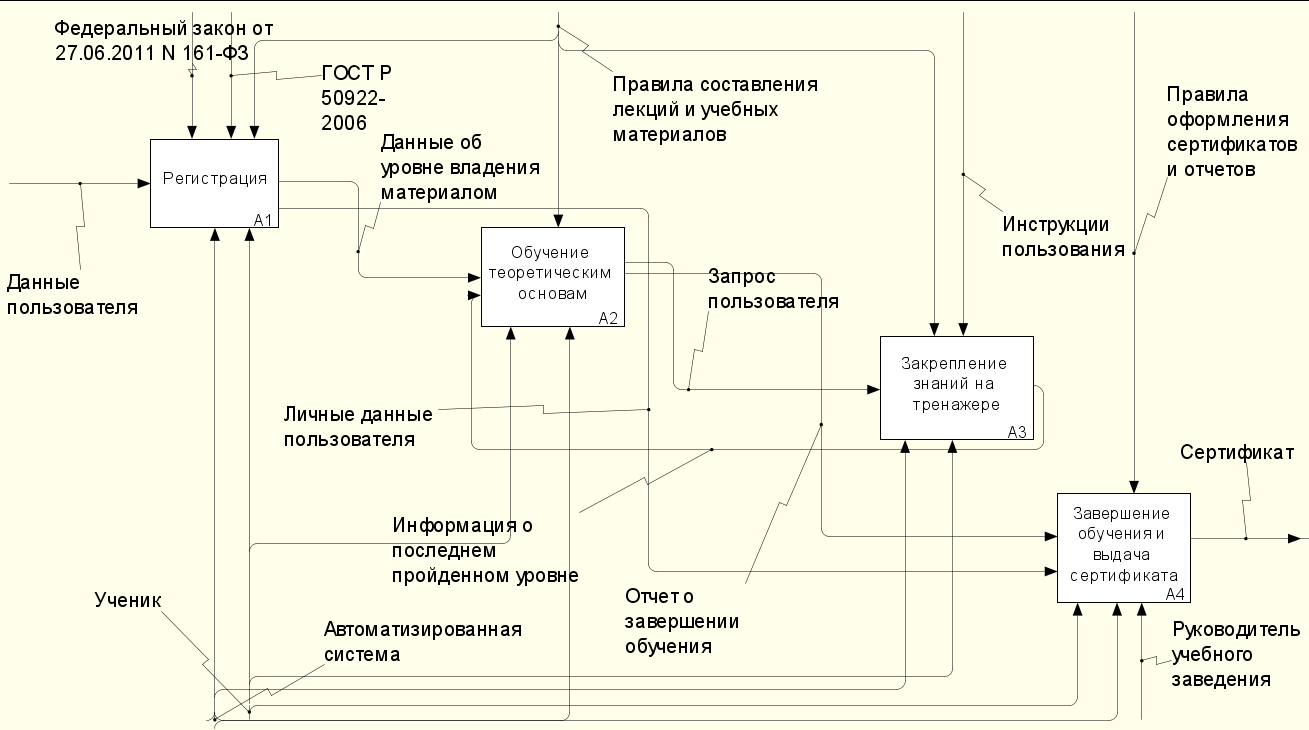 Федеральный закон от
27.06.2011 N 161-ФЗ
ГОСТ Р
50922-
2006
Правила составления
лекций и учебных
материалов
Правила
оформления
сертификатов
и отчетов
Данные об
уровне владения
материалом
Регистрация
A1
Инструкции
пользования
Данные
пользователя
Обучение
теоретическим
основам
A2
Запрос
пользователя
Закрепление
знаний на
тренажере
A3
Личные данные
пользователя
Сертификат
Информация о
последнем
пройденном уровне
Завершение
обучения и
выдача
сертификата
A4
Отчет о
завершении
обучения
Ученик
Автоматизированная
система
Руководитель
учебного
заведения